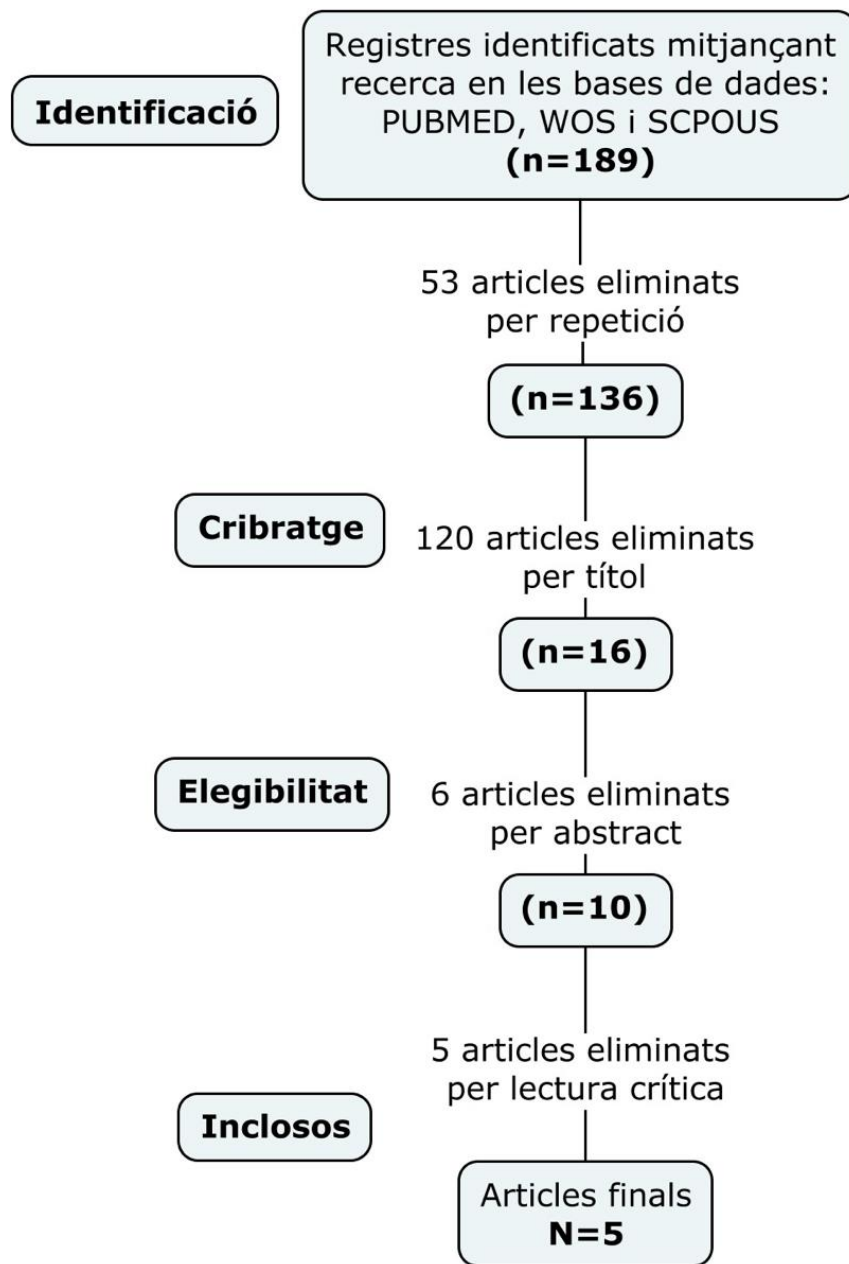 Identificació
Registres identificats mitjançant
recerca en les bases de dades:
PUBMED, WOS i SCPOUS
(n=189)
53 articles eliminats
per repetició
(n=136)
Cribratge
120 articles eliminats
per títol
(n=16)
Elegibilitat
6 articles eliminats
per abstract
(n=10)
5 articles eliminats
per lectura crítica
Inclosos
Articles finals
N=5